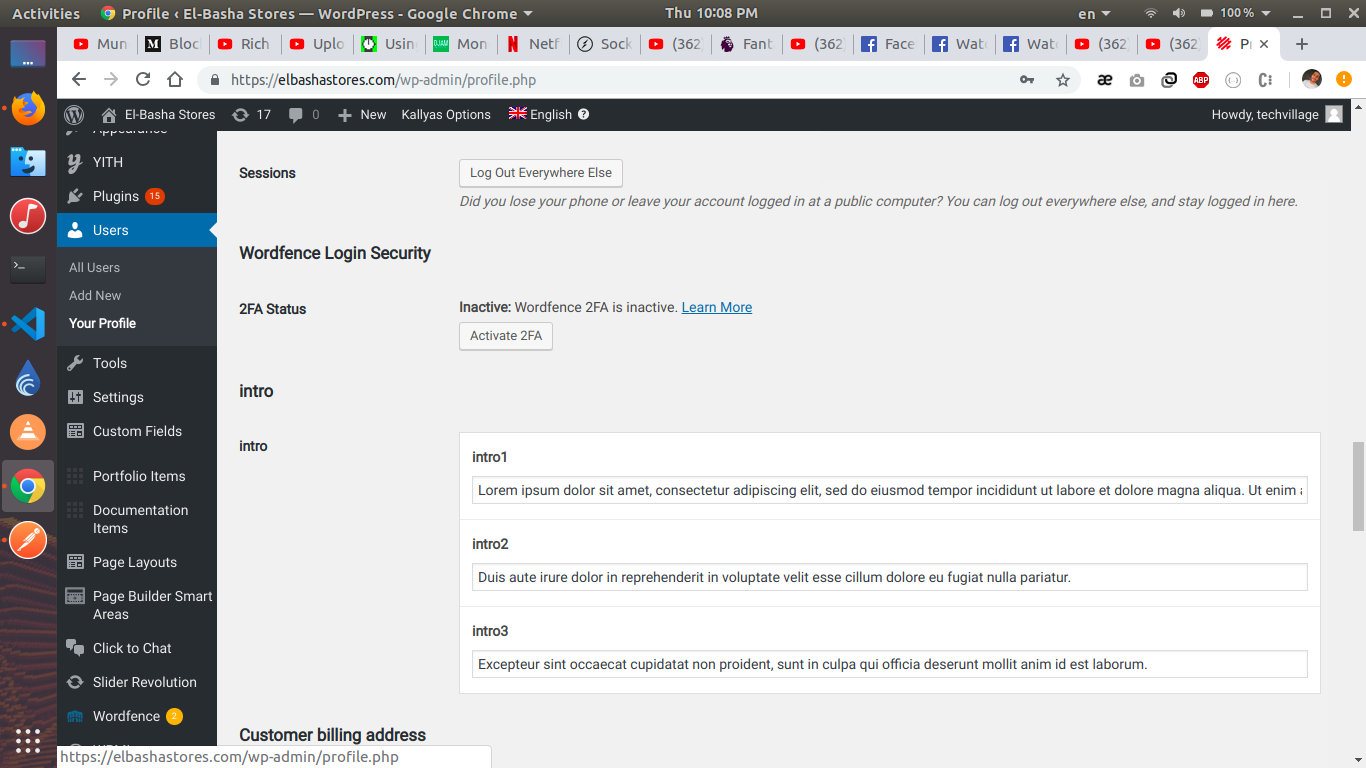 Activities
Profile ‹ El-Basha Stores — WordPress - Google Chrome
Thu 10:08 PM
en
100 %
Mun
Bloc
Rich
Uplo
Usin
Mon
Netf
Sock
(362
Fant
(362
Face
Wat
Wat
(362
(362
Pr
https://elbashastores.com/wp-admin/profile.php
ABP
El-Basha Stores
17
0
New
Kallyas Options
English
Howdy, techvillage
Appearance
YITH
Plugins 15
Users
All Users
Add New
Your Profile
Tools
Settings
Custom Fields
Portfolio Items
Documentation
Items
Page Layouts
Page Builder Smart
Areas
Click to Chat
Slider Revolution
Wordfence 2
Sessions
Log Out Everywhere Else
Did you lose your phone or leave your account logged in at a public computer? You can log out everywhere else, and stay logged in here.
Wordfence Login Security
2FA Status
Inactive: Wordfence 2FA is inactive. Learn More
Activate 2FA
intro
intro
intro1
Lorem ipsum dolor sit amet, consectetur adipiscing elit, sed do eiusmod tempor incididunt ut labore et dolore magna aliqua. Ut enim a
intro2
Duis aute irure dolor in reprehenderit in voluptate velit esse cillum dolore eu fugiat nulla pariatur.
intro3
Excepteur sint occaecat cupidatat non proident, sunt in culpa qui officia deserunt mollit anim id est laborum.
Customer billing address
https://elbashastores.com/wp-admin/profile.php